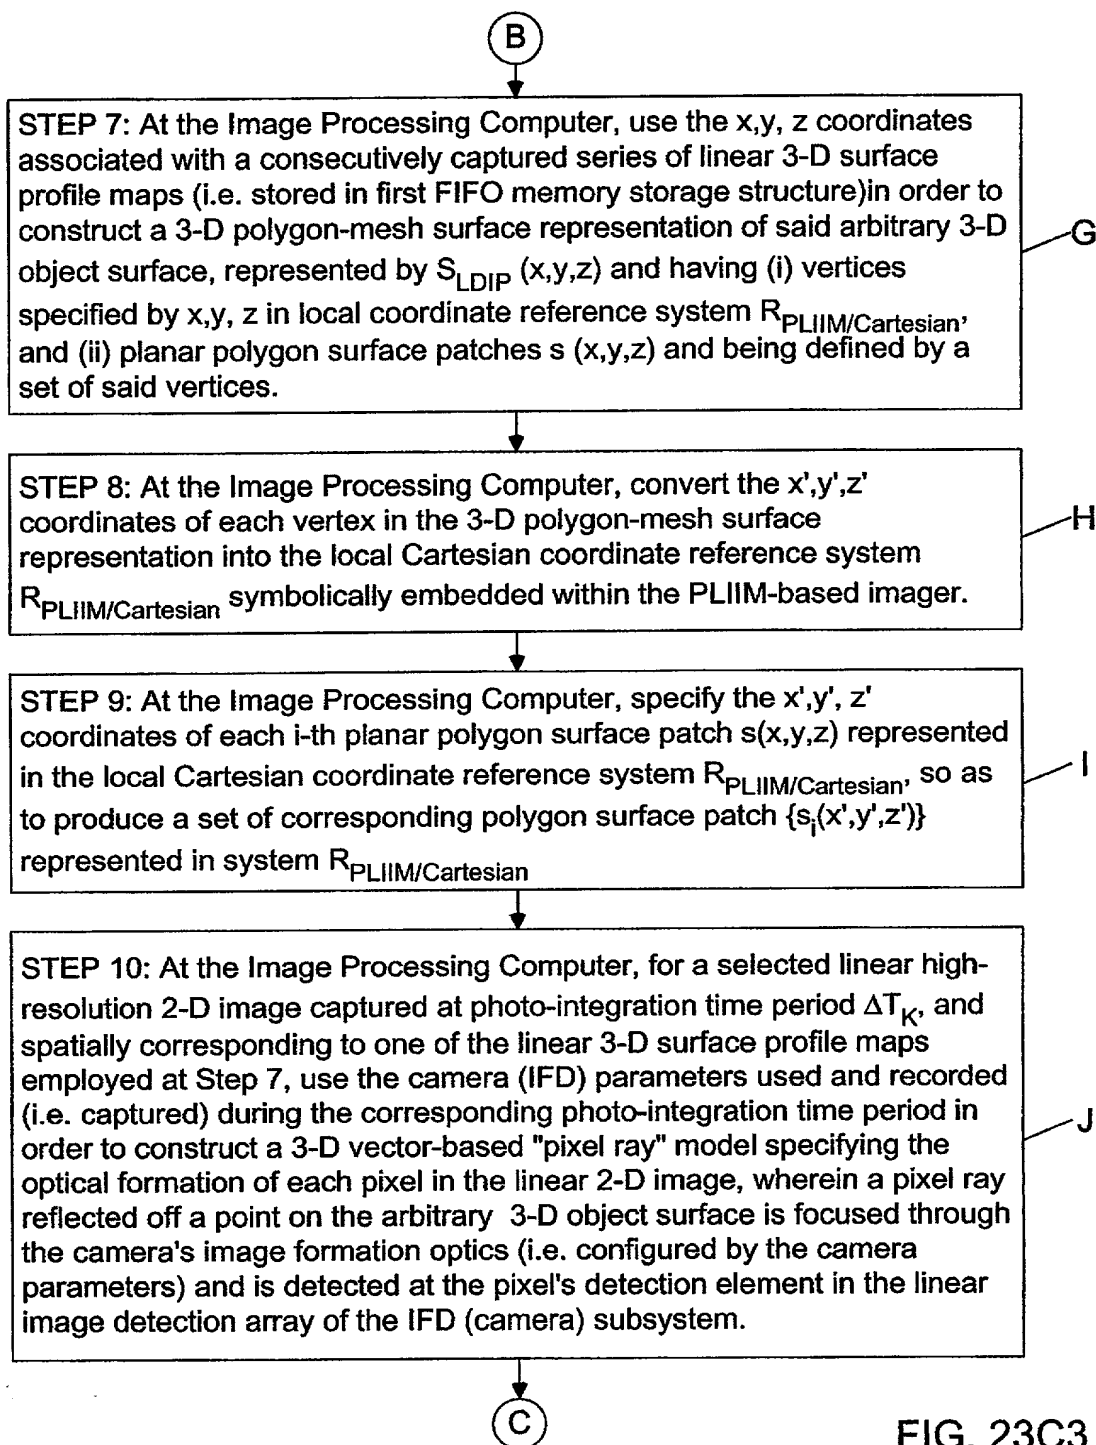 B
STEP 7: At the Image Processing Computer, use the x,y, z coordinates
associated with a consecutively captured series of linear 3-D surface
profile maps (i.e. stored in first FIFO memory storage structure)in order to
construct a 3-D polygon-mesh surface representation of said arbitrary 3-D
object surface, represented by S_LDIP (x,y,z) and having (i) vertices
specified by x,y, z in local coordinate reference system R_PLIIM/Cartesian,
and (ii) planar polygon surface patches s (x,y,z) and being defined by a
set of said vertices.
G
STEP 8: At the Image Processing Computer, convert the x',y',z'
coordinates of each vertex in the 3-D polygon-mesh surface
representation into the local Cartesian coordinate reference system
R_PLIIM/Cartesian symbolically embedded within the PLIIM-based imager.
H
STEP 9: At the Image Processing Computer, specify the x',y', z'
coordinates of each i-th planar polygon surface patch s(x,y,z) represented
in the local Cartesian coordinate reference system R_PLIIM/Cartesian, so as
to produce a set of corresponding polygon surface patch {s_i(x',y',z')}
represented in system R_PLIIM/Cartesian
I
STEP 10: At the Image Processing Computer, for a selected linear high-
resolution 2-D image captured at photo-integration time period ΔT_K, and
spatially corresponding to one of the linear 3-D surface profile maps
employed at Step 7, use the camera (IFD) parameters used and recorded
(i.e. captured) during the corresponding photo-integration time period in
order to construct a 3-D vector-based "pixel ray" model specifying the
optical formation of each pixel in the linear 2-D image, wherein a pixel ray
reflected off a point on the arbitrary 3-D object surface is focused through
the camera's image formation optics (i.e. configured by the camera
parameters) and is detected at the pixel's detection element in the linear
image detection array of the IFD (camera) subsystem.
J
C
FIG. 23C3